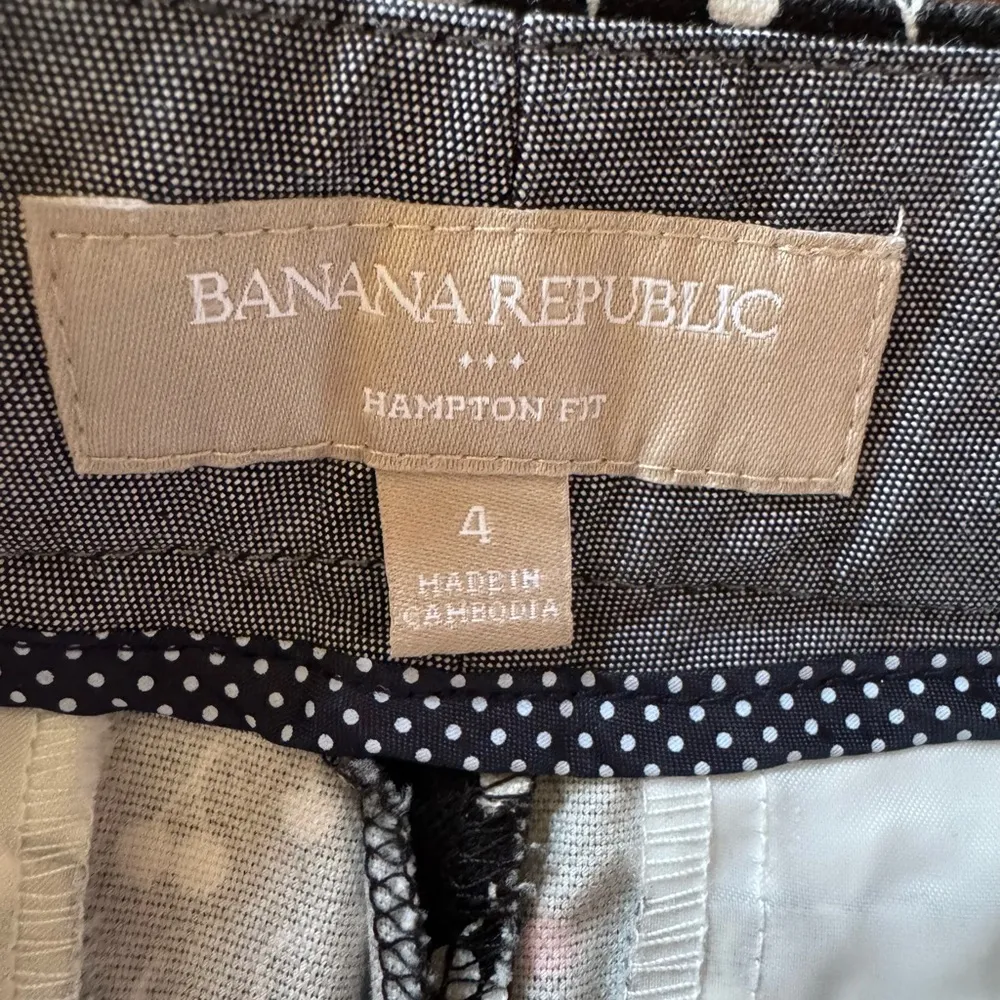 BANANA REPUBLIC
HAMPTON FIT
4
MADE IN
CAMBODIA